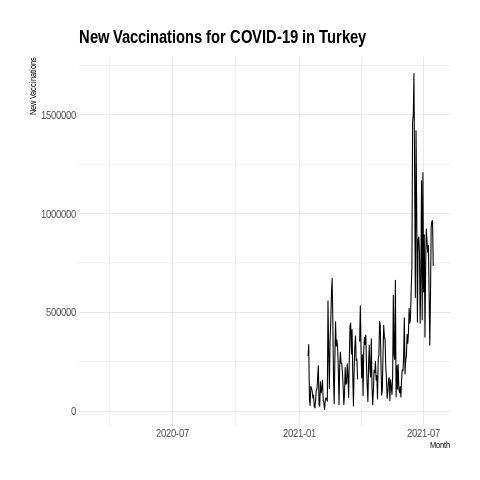 New Vaccinations for COVID-19 in Turkey
New Vaccinations
1500000
1000000
500000
0
2020-07
2021-01
2021-07
Month